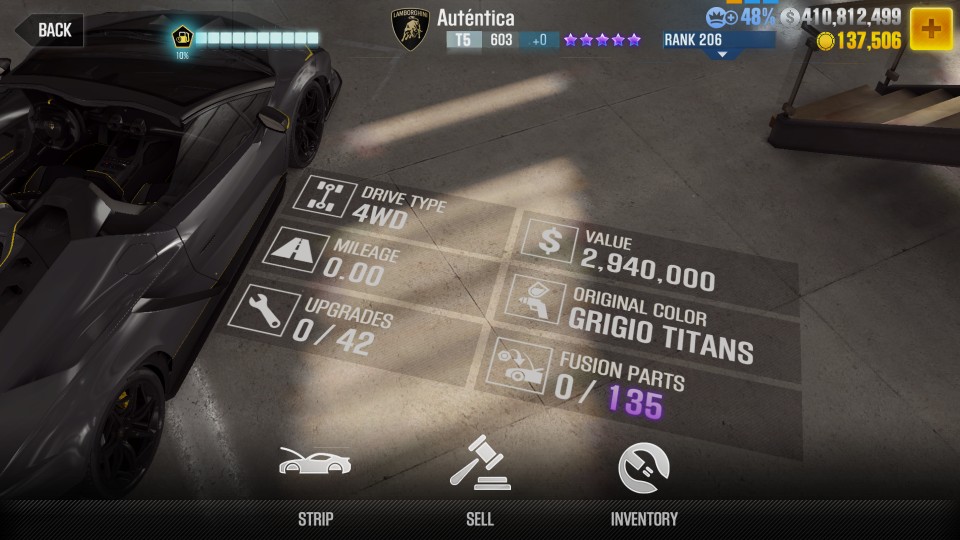 BACK
10%
LAMBORGHINI
Auténtica
T5 603 +0
RANK 206
48%
410,812,499
137,506
DRIVE TYPE
4WD
MILEAGE
0.00
UPGRADES
0/42
VALUE
2,940,000
ORIGINAL COLOR
GRIGIO TITANS
FUSION PARTS
0/135
STRIP
SELL
INVENTORY